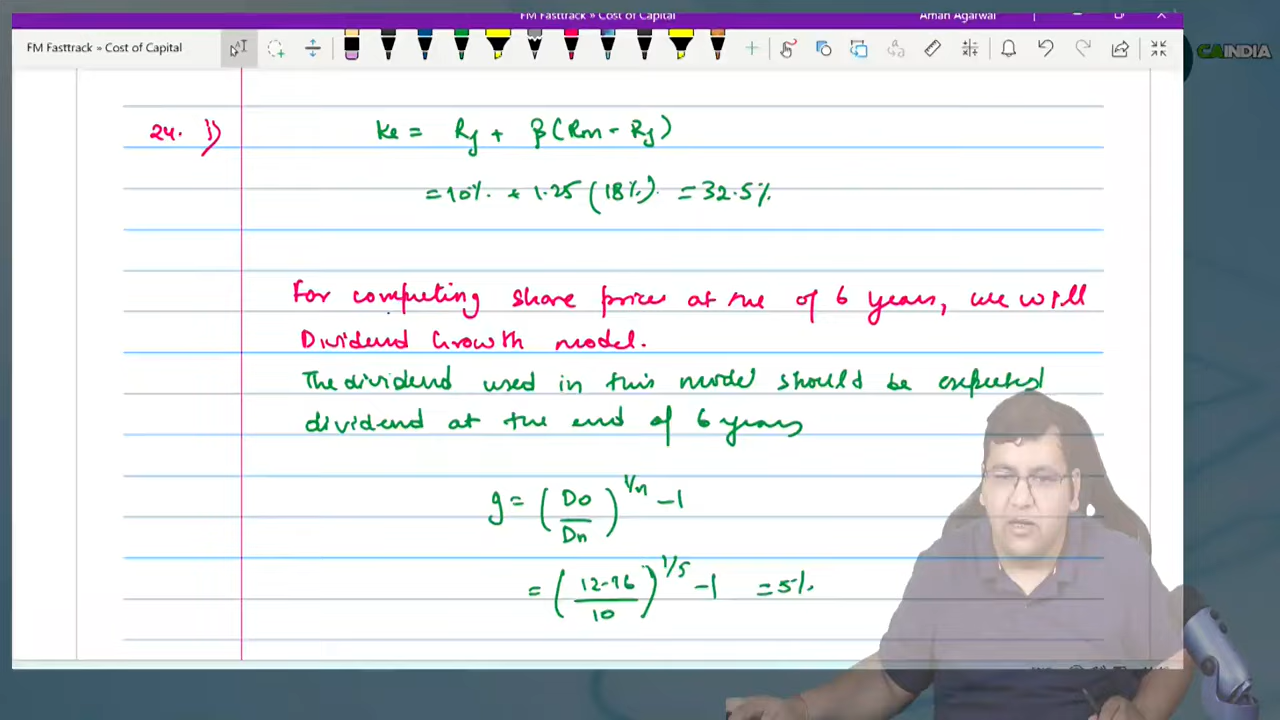 FM Fasttrack » Cost of Capital
Aman Agarwal
FM Fasttrack » Cost of Capital
CAINDIA
24. i)
Ke = Rf + β(Rm - Rf)
= 10% + 1.25 (18%) = 32.5%
For computing share price at the of 6 years, we will
Dividend Growth model.
The dividend used in this model should be expected
dividend at the end of 6 years
g = (D0/Dn)^1/n - 1
= (12.76/10)^1/5 - 1 = 5%